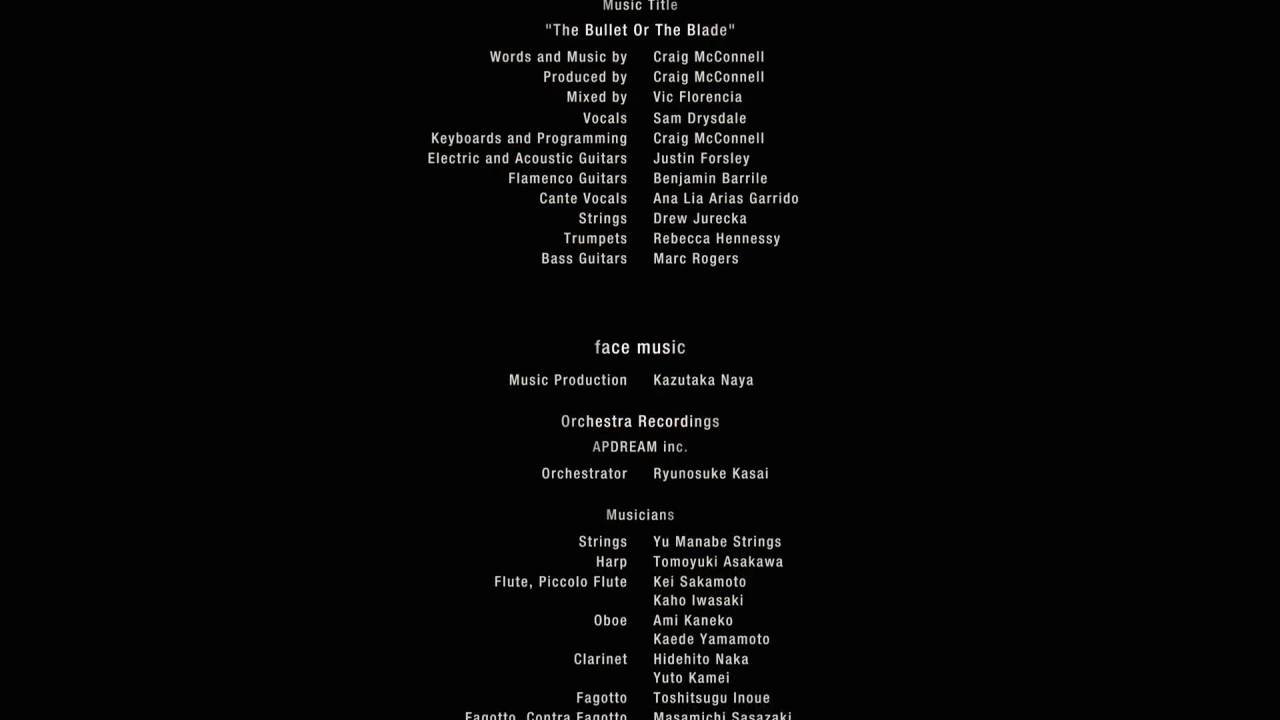 Music Title
"The Bullet Or The Blade"
Words and Music by Craig McConnell
Produced by Craig McConnell
Mixed by Vic Florencia
Vocals Sam Drysdale
Keyboards and Programming Craig McConnell
Electric and Acoustic Guitars Justin Forsley
Flamenco Guitars Benjamin Barrile
Cante Vocals Ana Lia Arias Garrido
Strings Drew Jurecka
Trumpets Rebecca Hennessy
Bass Guitars Marc Rogers
face music
Music Production Kazutaka Naya
Orchestra Recordings
APDREAM inc.
Orchestrator Ryunosuke Kasai
Musicians
Strings Yu Manabe Strings
Harp Tomoyuki Asakawa
Flute, Piccolo Flute Kei Sakamoto
Kaho Iwasaki
Oboe Ami Kaneko
Kaede Yamamoto
Clarinet Hidehito Naka
Yuto Kamei
Fagotto Toshitsugu Inoue
Fagotto, Contra Fagotto Masamichi Sasazaki